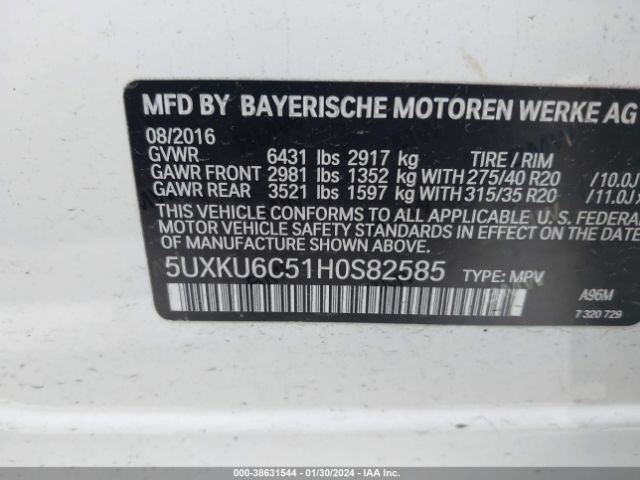 MFD BY BAYERISCHE MOTOREN WERKE AG
08/2016
GVWR 6431 lbs 2917 kg TIRE / RIM
GAWR FRONT 2981 lbs 1352 kg WITH 275/40 R20 /10.0J
GAWR REAR 3521 lbs 1597 kg WITH 315/35 R20 /11.0J x
THIS VEHICLE CONFORMS TO ALL APPLICABLE U. S. FEDERA
MOTOR VEHICLE SAFETY STANDARDS IN EFFECT ON THE DATE
OF MANUFACTURE SHOWN ABOVE.
5UXKU6C51H0S82585 TYPE: MPV
A96M
7 320 729
000-38631544 | 01/30/2024 | IAA Inc.